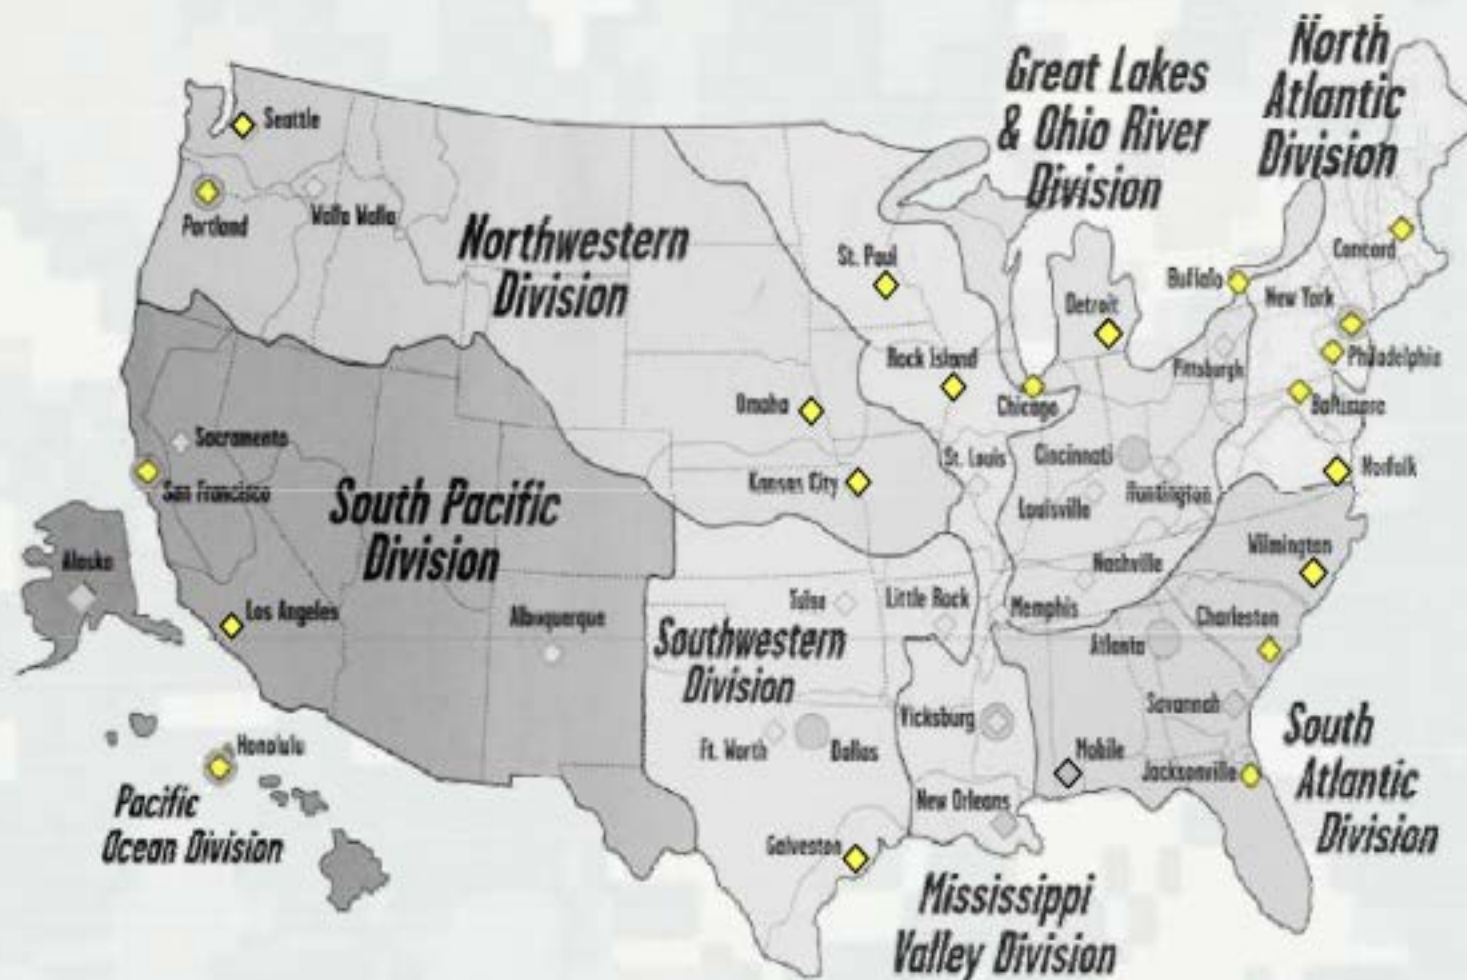 North
Atlantic
Division
Great Lakes
& Ohio River
Division
Seattle
Portland
Walla Walla
Northwestern
Division
St. Paul
Concord
Buffalo
New York
Detroit
Philadelphia
Pittsburgh
Rock Island
Chicago
Baltimore
Omaha
Sacramento
San Francisco
Kansas City
St. Louis
Cincinnati
Norfolk
Louisville
Huntington
South Pacific
Division
Alaska
Wilmington
Nashville
Los Angeles
Albuquerque
Tulsa
Little Rock
Memphis
Charleston
Atlanta
Southwestern
Division
Savannah
Vicksburg
Ft. Worth
Dallas
Mobile
Jacksonville
South
Atlantic
Division
Honolulu
Pacific
Ocean Division
New Orleans
Galveston
Mississippi
Valley Division